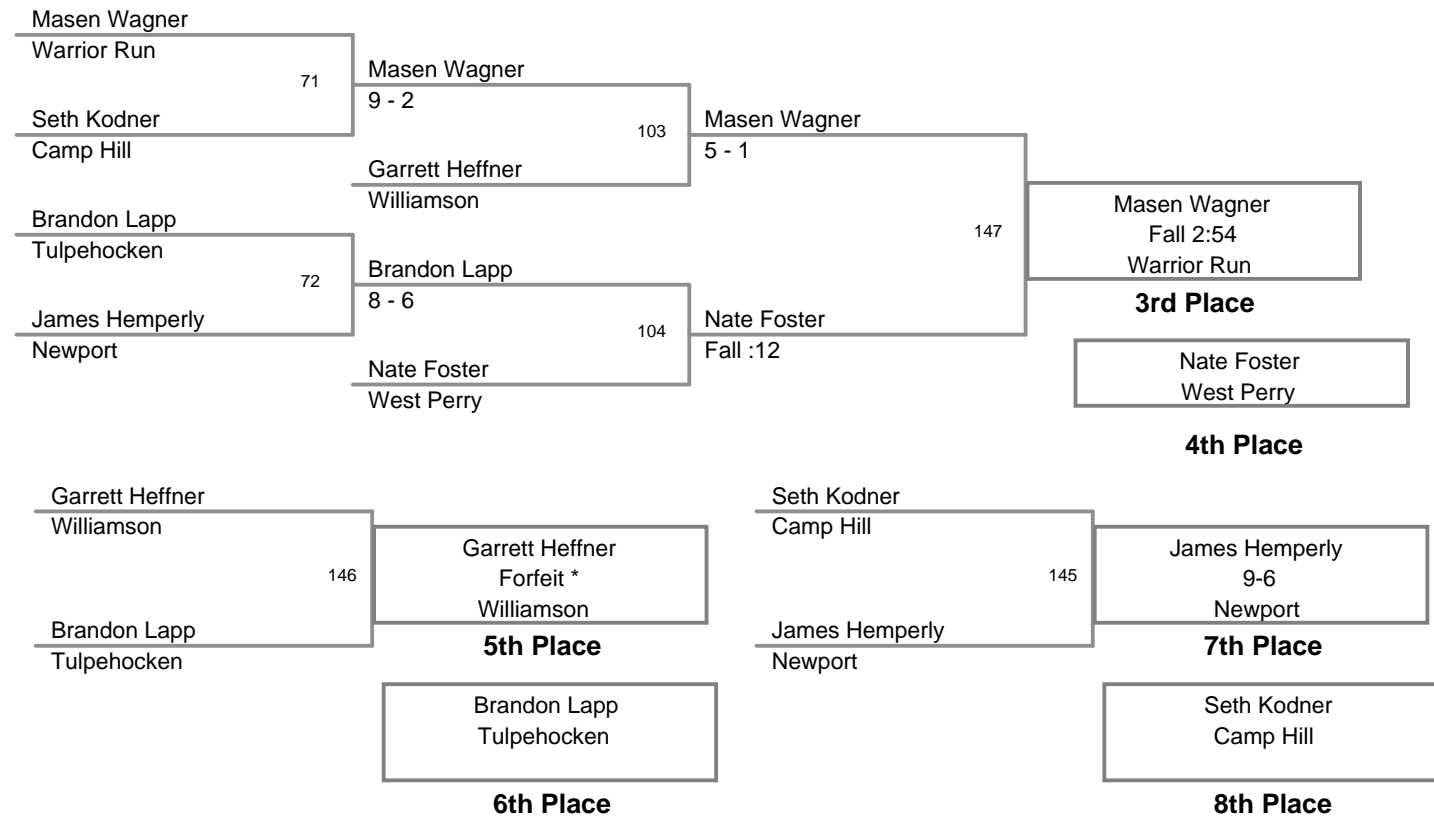 Masen Wagner
Warrior Run
71
Masen Wagner
9 - 2
Seth Kodner
Camp Hill
103
Masen Wagner
5 - 1
Garrett Heffner
Williamson
Brandon Lapp
Tulpehocken
72
Brandon Lapp
8 - 6
James Hemperly
Newport
104
Nate Foster
Fall :12
Nate Foster
West Perry
147
Masen Wagner
Fall 2:54
Warrior Run
3rd Place
Nate Foster
West Perry
4th Place
Garrett Heffner
Williamson
146
Brandon Lapp
Tulpehocken
Garrett Heffner
Forfeit *
Williamson
5th Place
Brandon Lapp
Tulpehocken
6th Place
Seth Kodner
Camp Hill
145
James Hemperly
Newport
James Hemperly
9-6
Newport
7th Place
Seth Kodner
Camp Hill
8th Place